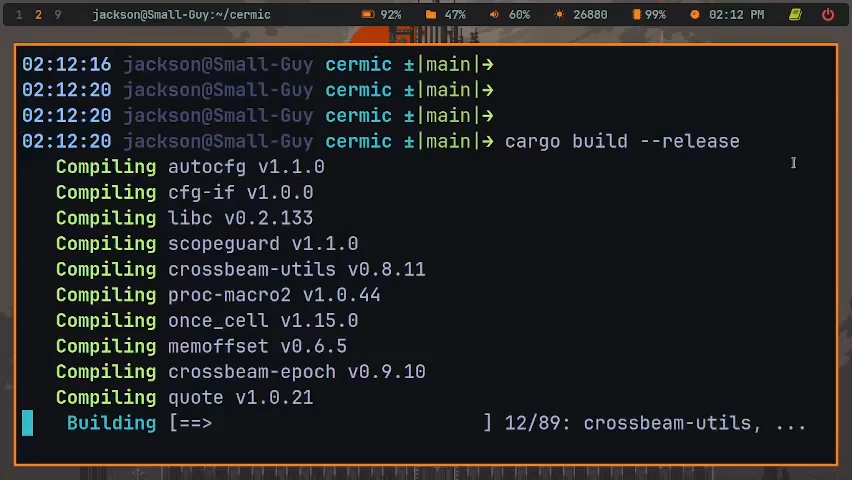 1 2 9 jackson@Small-Guy:~/cermic 92% 47% 60% 26880 99% 02:12 PM
02:12:16 jackson@Small-Guy cermic ±|main|→
02:12:20 jackson@Small-Guy cermic ±|main|→
02:12:20 jackson@Small-Guy cermic ±|main|→
02:12:20 jackson@Small-Guy cermic ±|main|→ cargo build --release
Compiling autocfg v1.1.0
Compiling cfg-if v1.0.0
Compiling libc v0.2.133
Compiling scopeguard v1.1.0
Compiling crossbeam-utils v0.8.11
Compiling proc-macro2 v1.0.44
Compiling once_cell v1.15.0
Compiling memoffset v0.6.5
Compiling crossbeam-epoch v0.9.10
Compiling quote v1.0.21
Building [==>                        ] 12/89: crossbeam-utils, ...